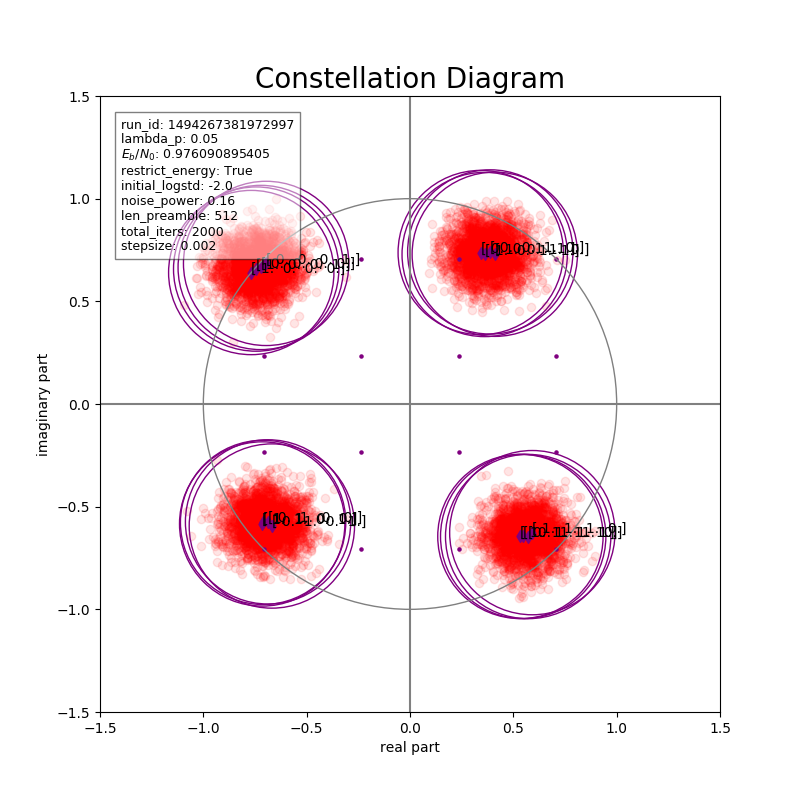 Constellation Diagram
run_id: 1494267381972997
lambda_p: 0.05
E_b/N_0: 0.976090895405
restrict_energy: True
initial_logstd: -2.0
noise_power: 0.16
len_preamble: 512
total_iters: 2000
stepsize: 0.002
1.5
1.0
0.5
0.0
−0.5
−1.0
−1.5
imaginary part
−1.5
−1.0
−0.5
0.0
0.5
1.0
1.5
real part